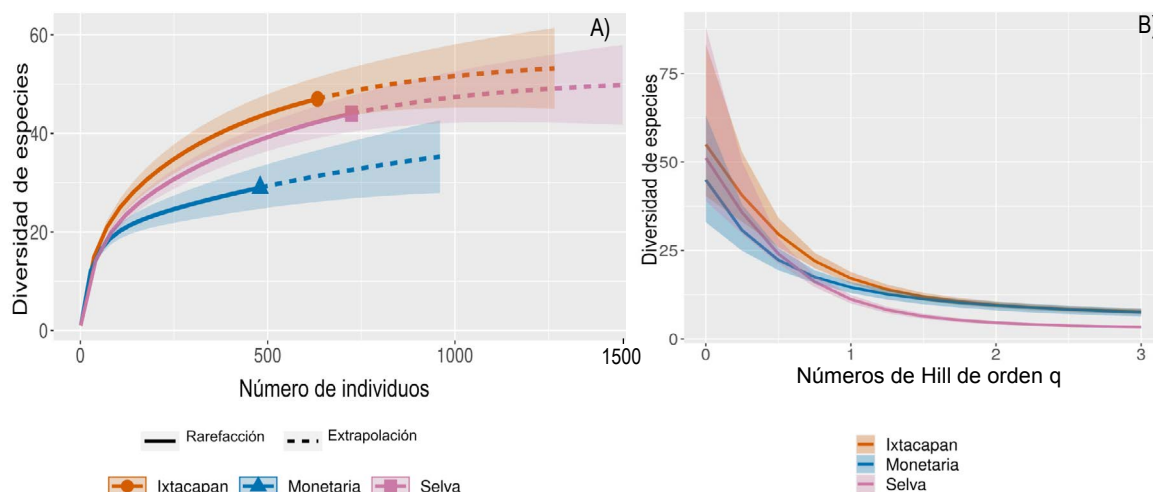 A)
Diversidad de especies
60
40
20
0
0 500 1000 1500
Número de individuos
Rarefacción Extrapolación
Ixtacapan Monetaria Selva
B)
Diversidad de especies
75
50
25
0
0 1 2 3
Números de Hill de orden q
Ixtacapan
Monetaria
Selva